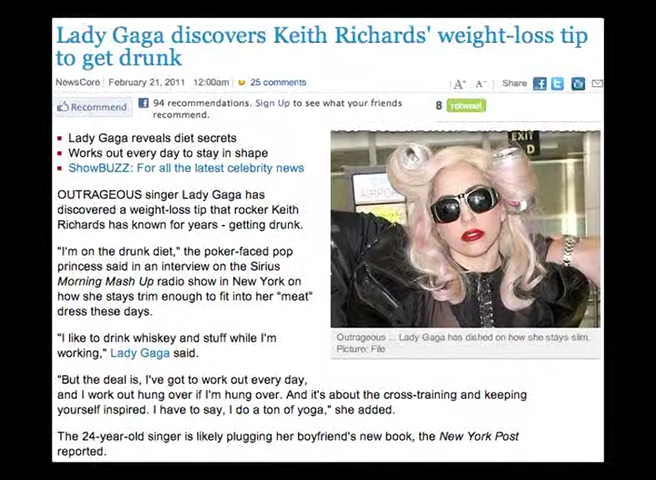 Lady Gaga discovers Keith Richards' weight-loss tip
to get drunk
NewsCore February 21, 2011 12:00am 25 comments
A+ A- Share
Recommend 94 recommendations. Sign Up to see what your friends
recommend.
8 retweet
Lady Gaga reveals diet secrets
Works out every day to stay in shape
ShowBUZZ: For all the latest celebrity news
OUTRAGEOUS singer Lady Gaga has
discovered a weight-loss tip that rocker Keith
Richards has known for years - getting drunk.
"I'm on the drunk diet," the poker-faced pop
princess said in an interview on the Sirius
Morning Mash Up radio show in New York on
how she stays trim enough to fit into her "meat"
dress these days.
"I like to drink whiskey and stuff while I'm
working," Lady Gaga said.
"But the deal is, I've got to work out every day,
and I work out hung over if I'm hung over. And it's about the cross-training and keeping
yourself inspired. I have to say, I do a ton of yoga," she added.
The 24-year-old singer is likely plugging her boyfriend's new book, the New York Post
reported.
EXIT
D
AIRPO
Outrageous ... Lady Gaga has dished on how she stays slim.
Picture: File